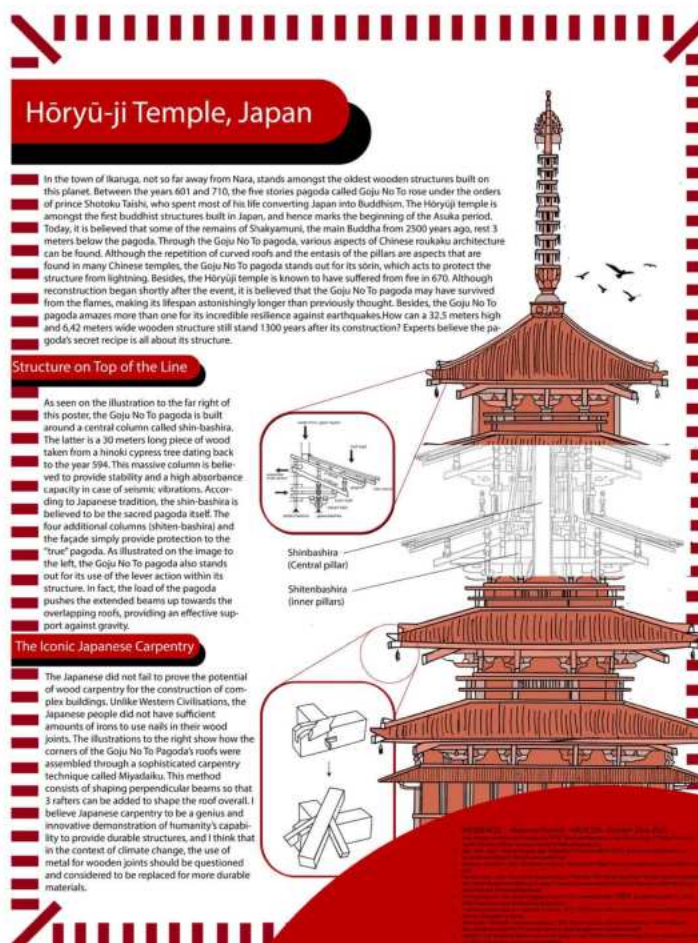 Hōryū-ji Temple, Japan
In the town of Ikaruga, not so far away from Nara, stands amongst the oldest wooden structures built on
this planet. Between the years 601 and 710, the five stories pagoda called Goju No To rose under the orders
of prince Shotoku Taishi, who spent most of his life converting Japan into Buddhism. The Hōryūji temple is
amongst the first buddhist structures built in Japan, and hence marks the beginning of the Asuka period.
Today, it is believed that some of the remains of Shakyamuni, the main Buddha from 2500 years ago, rest 3
meters below the pagoda. Through the Goju No To pagoda, various aspects of Chinese roukaku architecture
can be found. Although the repetition of curved roofs and the entasis of the pillars are aspects that are
found in many Chinese temples, the Goju No To pagoda stands out for its sōrin, which acts to protect the
structure from lightning. Besides, the Hōryūji temple is known to have suffered from fire in 670. Although
reconstruction began shortly after the event, it is believed that the Goju No To pagoda may have survived
from the flames, making its lifespan astonishingly longer than previously thought. Besides, the Goju No To
pagoda amazes more than one for its incredible resilience against earthquakes.How can a 32.5 meters high
and 6,42 meters wide wooden structure still stand 1300 years after its construction? Experts believe the pa-
goda's secret recipe is all about its structure.
Structure on Top of the Line
As seen on the illustration to the far right of
this poster, the Goju No To pagoda is built
around a central column called shin-bashira.
The latter is a 30 meters long piece of wood
taken from a hinoki cypress tree dating back
to the year 594. This massive column is belie-
ved to provide stability and a high absorbance
capacity in case of seismic vibrations. Accor-
ding to Japanese tradition, the shin-bashira is
believed to be the sacred pagoda itself. The
four additional columns (shiten-bashira) and
the façade simply provide protection to the
"true" pagoda. As illustrated on the image to
the left, the Goju No To pagoda also stands
out for its use of the lever action within its
structure. In fact, the load of the pagoda
pushes the extended beams up towards the
overlapping roofs, providing an effective sup-
port against gravity.
Shinbashira
(Central pillar)
Shitenbashira
(inner pillars)
The Iconic Japanese Carpentry
The Japanese did not fail to prove the potential
of wood carpentry for the construction of com-
plex buildings. Unlike Western Civilisations, the
Japanese people did not have sufficient
amounts of irons to use nails in their wood
joints. The illustrations to the right show how the
corners of the Goju No To Pagoda's roofs were
assembled through a sophisticated carpentry
technique called Miyadaiku. This method
consists of shaping perpendicular beams so that
3 rafters can be added to shape the roof overall. I
believe Japanese carpentry to be a genius and
innovative demonstration of humanity's capabi-
lity to provide durable structures, and I think that
in the context of climate change, the use of
metal for wooden joints should be questioned
and considered to be replaced for more durable
materials.